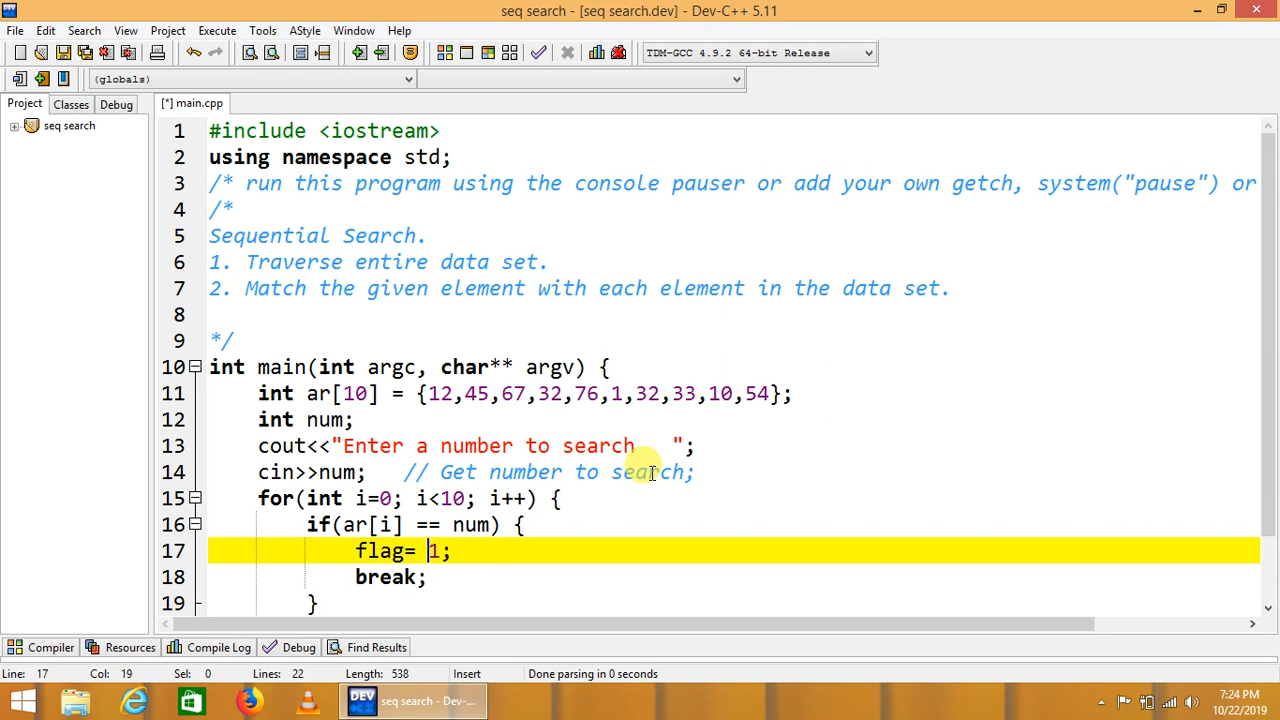 seq search - [seq search.dev] - Dev-C++ 5.11
File Edit Search View Project Execute Tools AStyle Window Help
TDM-GCC 4.9.2 64-bit Release
(globals)
Project Classes Debug
[*] main.cpp
seq search
1 #include <iostream>
2 using namespace std;
3 /* run this program using the console pauser or add your own getch, system("pause") or
4 /*
5 Sequential Search.
6 1. Traverse entire data set.
7 2. Match the given element with each element in the data set.
8
9 */
10 int main(int argc, char** argv) {
11 int ar[10] = {12,45,67,32,76,1,32,33,10,54};
12 int num;
13 cout<<"Enter a number to search   ";
14 cin>>num;   // Get number to search;
15 for(int i=0; i<10; i++) {
16 if(ar[i] == num) {
17 flag= 1;
18 break;
19 }
Compiler Resources Compile Log Debug Find Results
Line: 17 Col: 19 Sel: 0 Lines: 22 Length: 538 Insert Done parsing in 0 seconds
DEV seq search - Dev-...
7:24 PM
10/22/2019